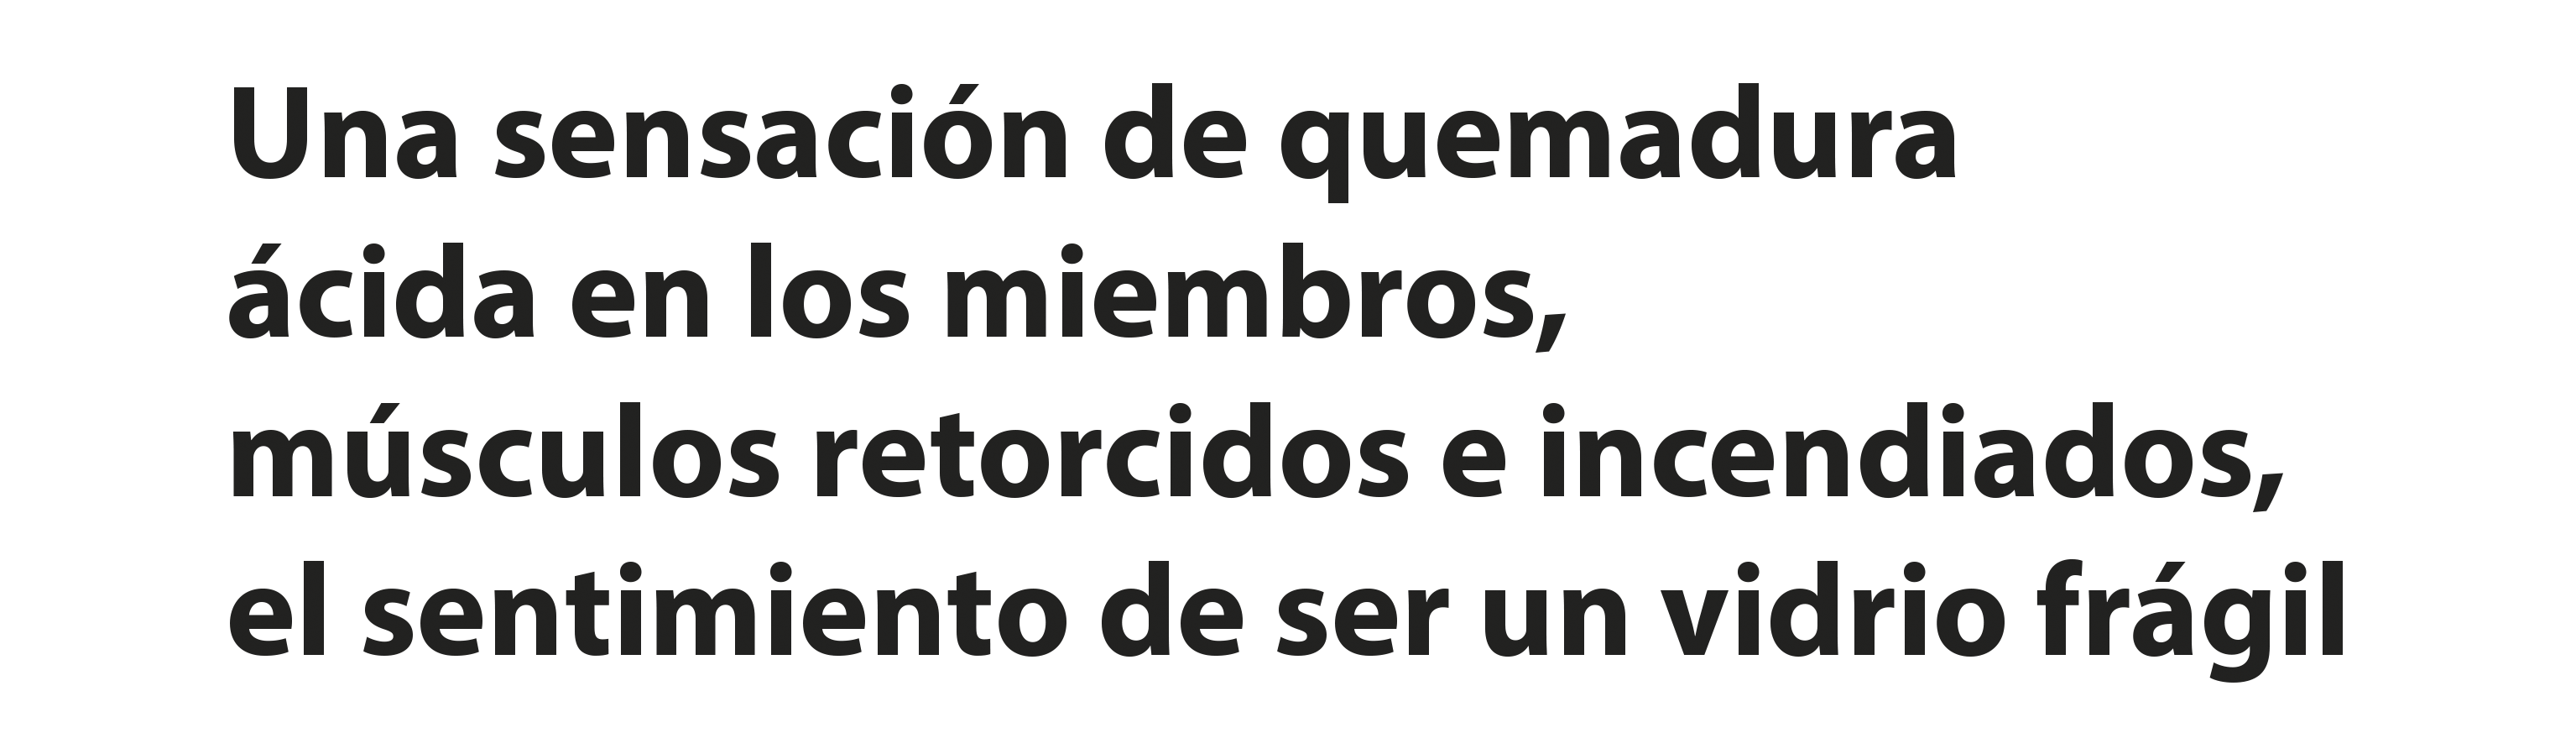 Una sensación de quemadura
ácida en los miembros,
músculos retorcidos e incendiados,
el sentimiento de ser un vidrio frágil